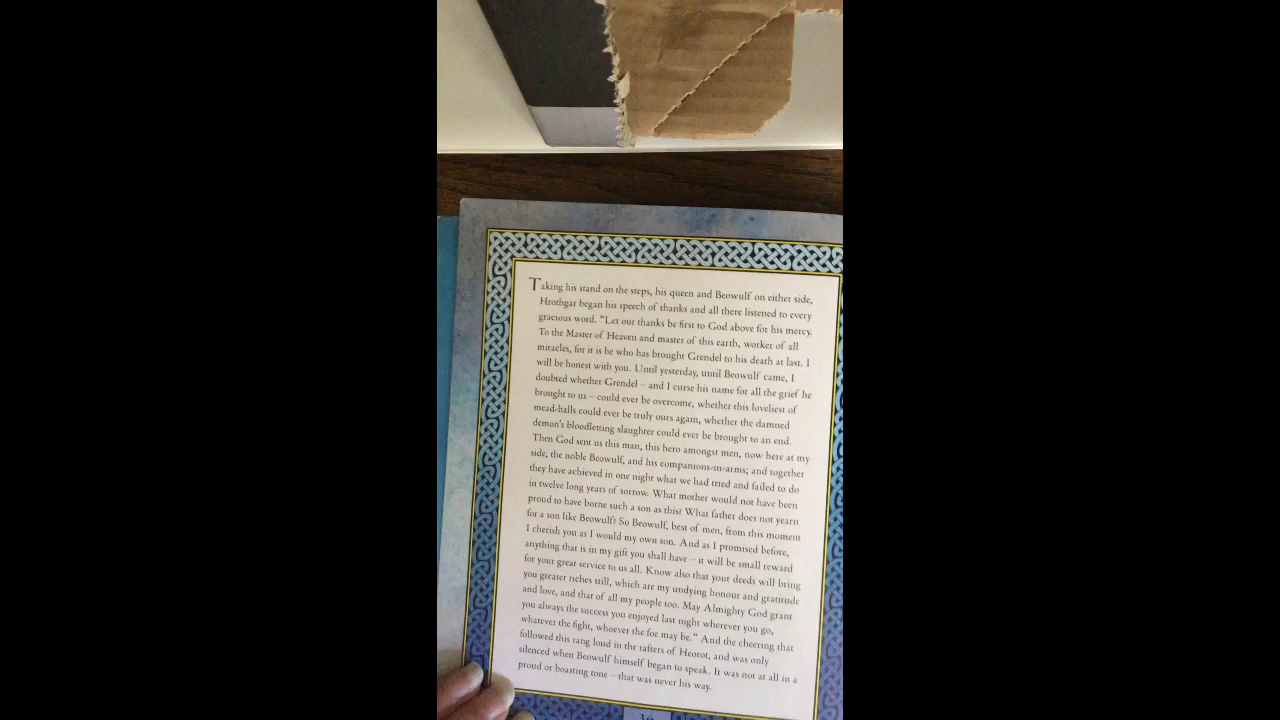 Taking his stand on the steps, his queen and Beowulf on either side,
Hrothgar began his speech of thanks and all there listened to every
gracious word. "Let our thanks be first to God above for his mercy.
To the Master of Heaven and master of this earth, worker of all
miracles, for it is he who has brought Grendel to his death at last. I
will be honest with you. Until yesterday, until Beowulf came, I
doubted whether Grendel – and I curse his name for all the grief he
brought to us – could ever be overcome, whether this loveliest of
mead-halls could ever be truly ours again, whether the damned
demon's bloodletting slaughter could ever be brought to an end.
Then God sent us this man, this hero amongst men, now here at my
side, the noble Beowulf, and his companions-in-arms; and together
they have achieved in one night what we had tried and failed to do
in twelve long years of sorrow. What mother would not have been
proud to have borne such a son as this? What father does not yearn
for a son like Beowulf? So Beowulf, best of men, from this moment
I cherish you as I would my own son. And as I promised before,
anything that is in my gift you shall have – it will be small reward
for your great service to us all. Know also that your deeds will bring
you greater riches still, which are my undying honour and gratitude
and love, and that of all my people too. May Almighty God grant
you always the success you enjoyed last night wherever you go,
whatever the fight, whoever the foe may be." And the cheering that
followed this rang loud in the rafters of Heorot, and was only
silenced when Beowulf himself began to speak. It was not at all in a
proud or boasting tone – that was never his way.